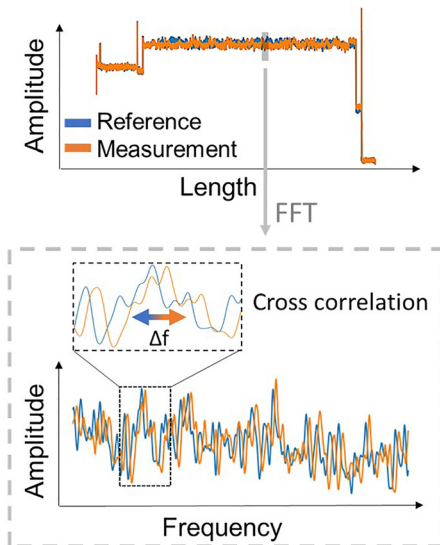 Amplitude
Reference
Measurement
Length
FFT
Cross correlation
Δf
Amplitude
Frequency